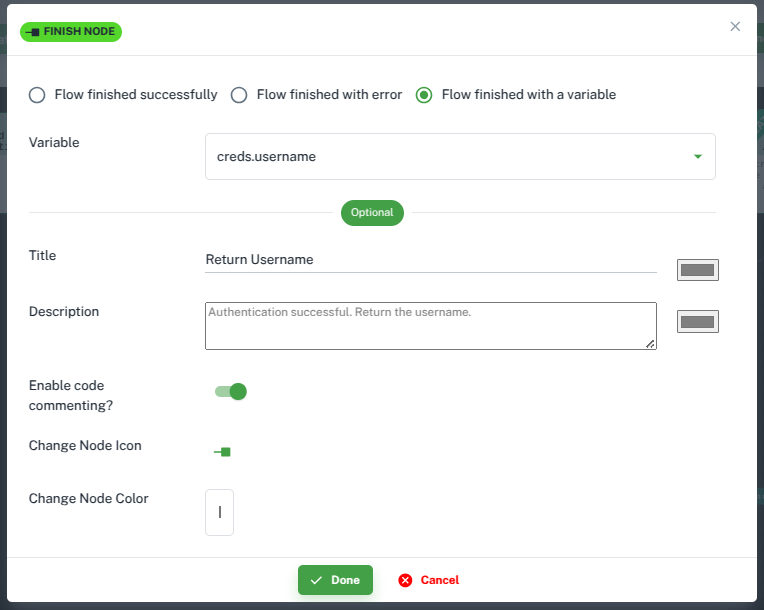 FINISH NODE
Flow finished successfully
Flow finished with error
Flow finished with a variable
Variable
creds.username
Optional
Title
Return Username
Description
Authentication successful. Return the username.
Enable code
commenting?
Change Node Icon
Change Node Color
Done
Cancel